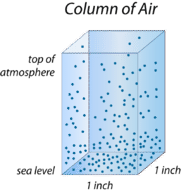 Column of Air
top of
atmosphere
sea level
1 inch
1 inch